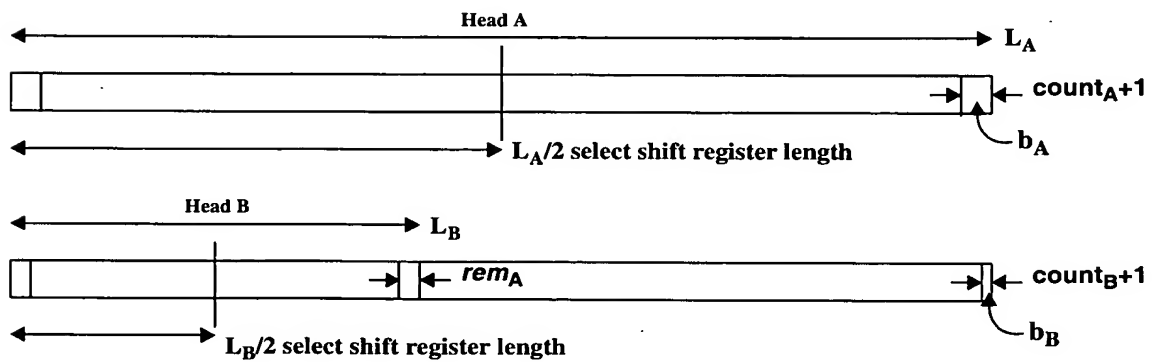 Head A
L_A
count_A+1
b_A
L_A/2 select shift register length
Head B
L_B
rem_A
count_B+1
b_B
L_B/2 select shift register length